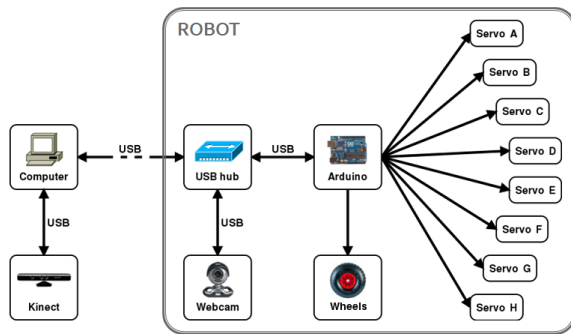 ROBOT
Servo A
Servo B
Servo C
Servo D
Servo E
Servo F
Servo G
Servo H
USB
USB
Computer
USB hub
Arduino
USB
USB
Kinect
Webcam
Wheels